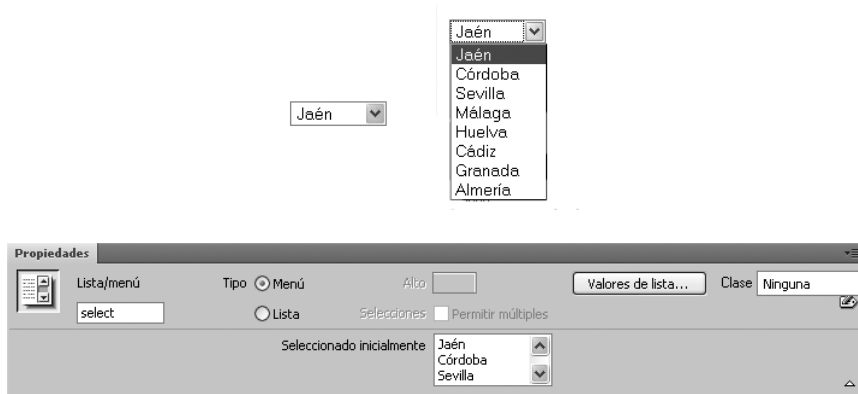 Jaén
Jaén
Jaén
Córdoba
Sevilla
Málaga
Huelva
Cádiz
Granada
Almería
Propiedades
Lista/menú
select
Tipo Menú
Lista
Alto
Selecciones Permitir múltiples
Valores de lista...
Clase Ninguna
Seleccionado inicialmente
Jaén
Córdoba
Sevilla